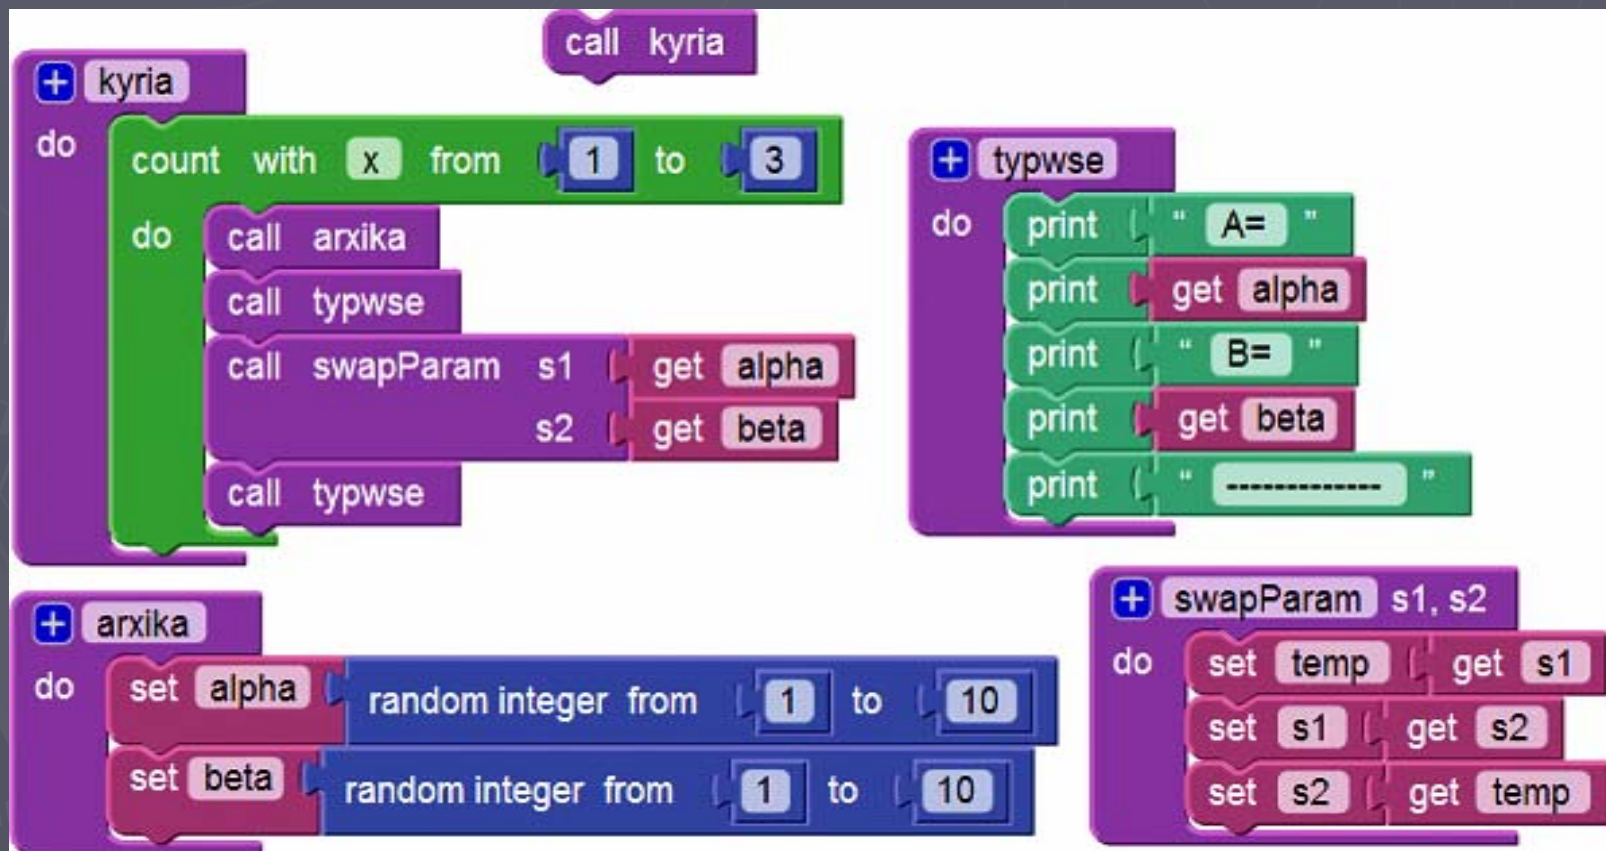 call kyria
+ kyria
do
count with x from 1 to 3
do
call arxika
call typwse
call swapParam s1 get alpha
s2 get beta
call typwse
+ typwse
do
print “ A= ”
print get alpha
print “ B= ”
print get beta
print “ ------------- ”
+ arxika
do
set alpha random integer from 1 to 10
set beta random integer from 1 to 10
+ swapParam s1, s2
do
set temp get s1
set s1 get s2
set s2 get temp